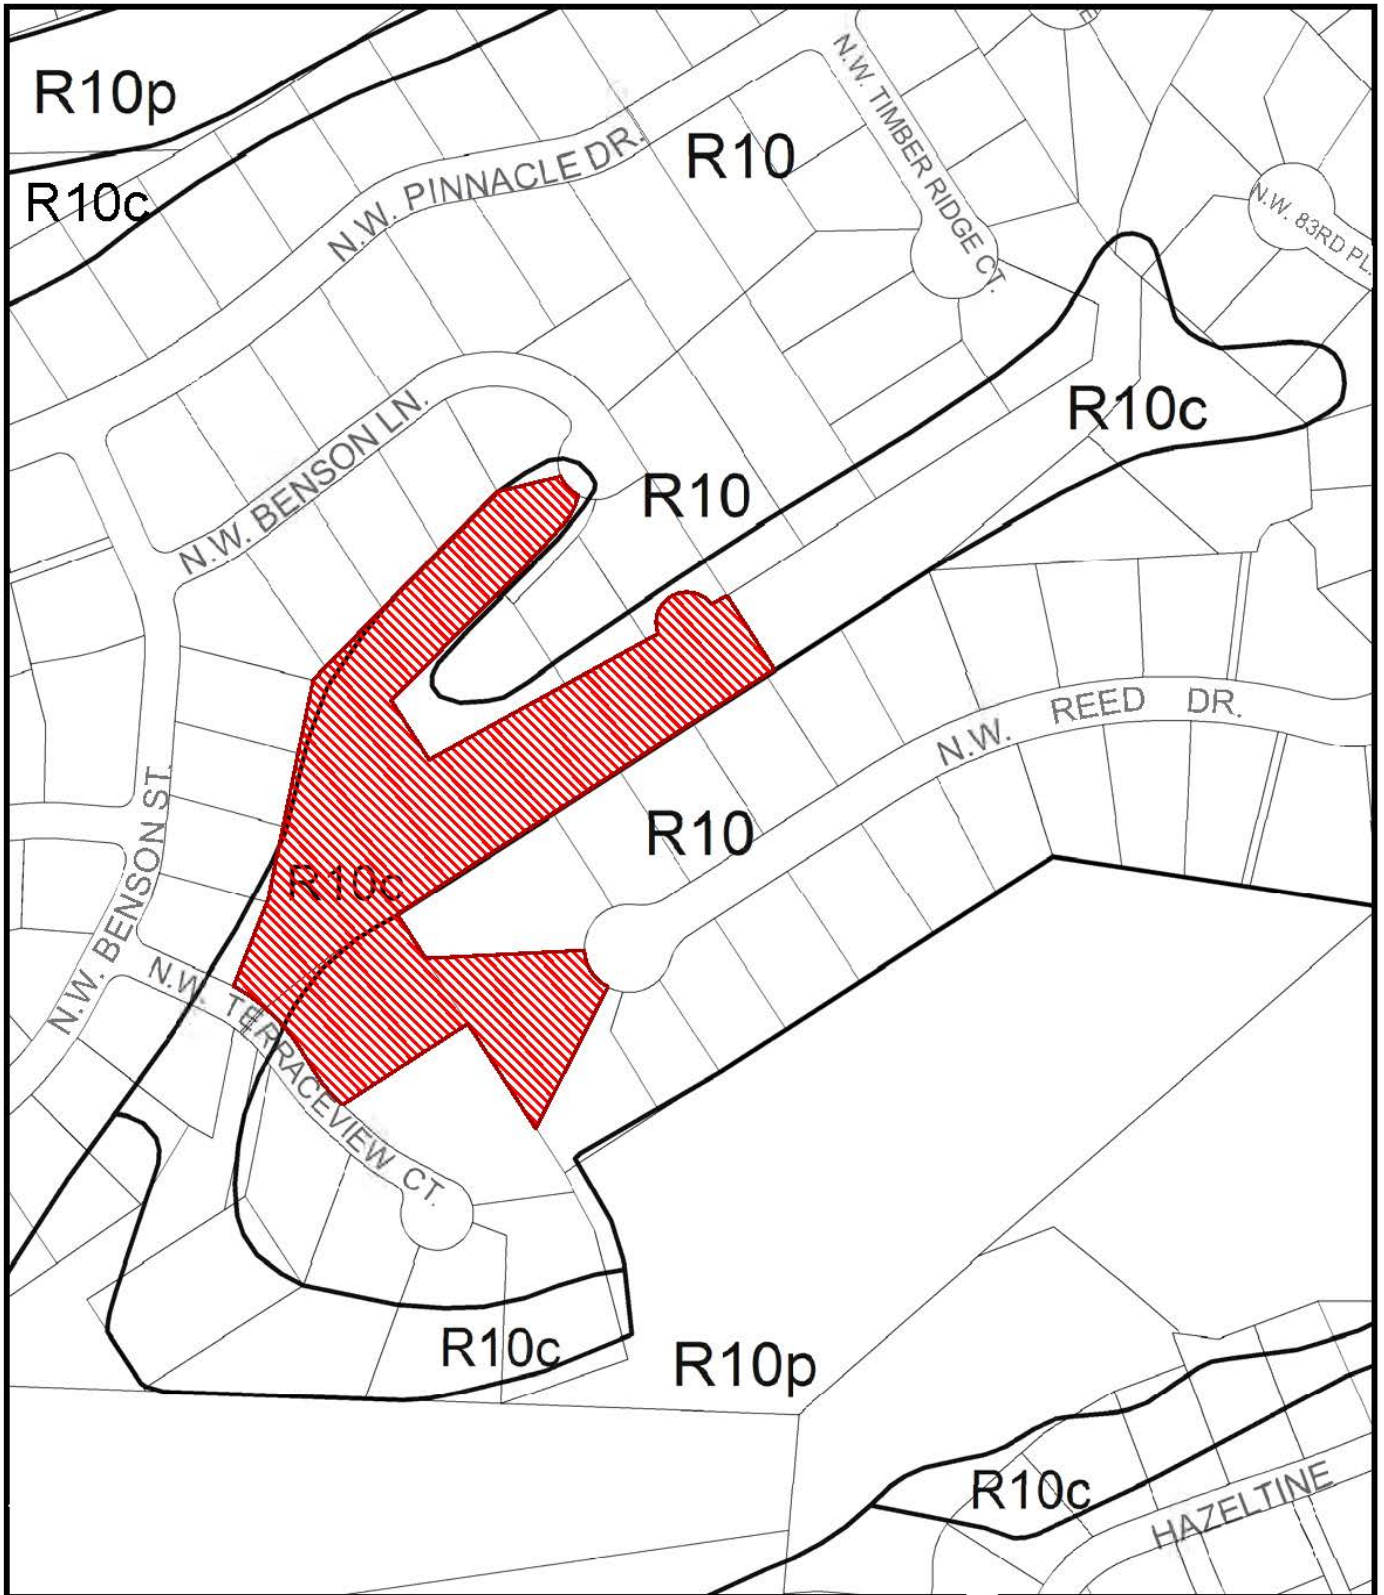 R10p
R10c
N.W. PINNACLE DR.
R10
N.W. TIMBER RIDGE CT.
N.W. 83RD PL.
R10c
N.W. BENSON LN.
R10
N.W. REED DR.
R10
N.W. BENSON ST.
R10c
N.W. TERRACEVIEW CT.
R10c
R10p
R10c
HAZELTINE